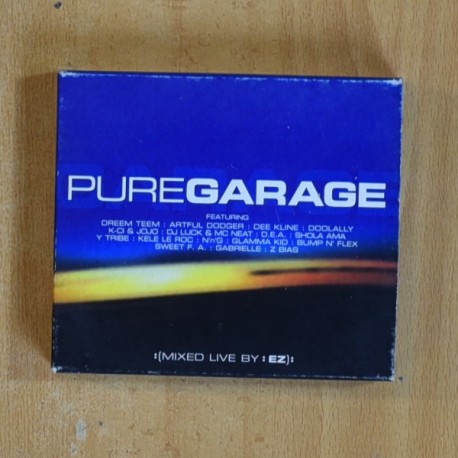 PUREGARAGE
FEATURING
DREEM TEEM : ARTFUL DODGER : DEE KLINE : DOOLALLY
K-CI & JOJO : DJ LUCK & MC NEAT : D.E.A. : SHOLA AMA
Y TRIBE : KELE LE ROC : N'n'G : GLAMMA KID : BUMP N' FLEX
SWEET F. A. : GABRIELLE : Z BIAS
:(MIXED LIVE BY : EZ):